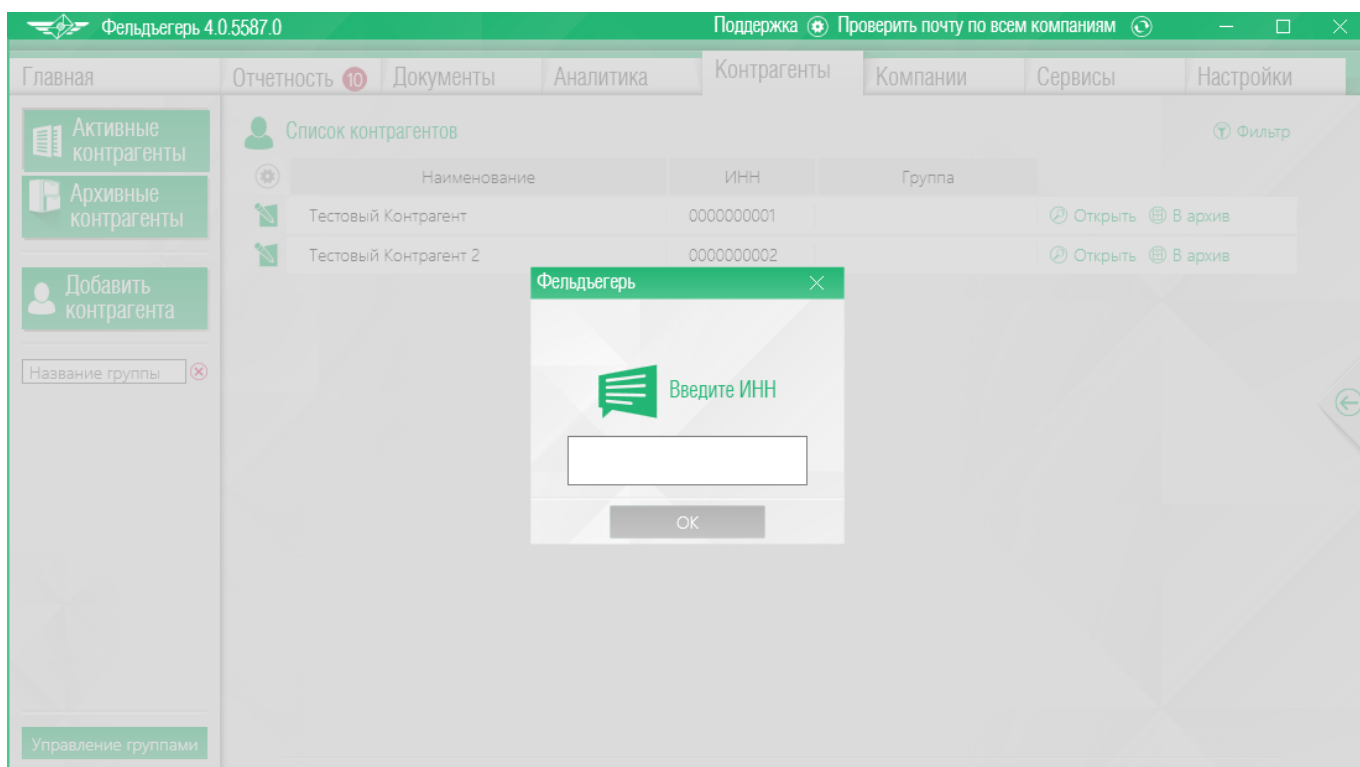 Фельдъегерь 4.0.5587.0
Поддержка
Проверить почту по всем компаниям
Главная
Отчетность 10
Документы
Аналитика
Контрагенты
Компании
Сервисы
Настройки
Активные
контрагенты
Архивные
контрагенты
Добавить
контрагента
Название группы
Управление группами
Список контрагентов
Фильтр
Наименование ИНН Группа
Тестовый Контрагент 0000000001 Открыть В архив
Тестовый Контрагент 2 0000000002 Открыть В архив
Фельдъегерь
Введите ИНН
OK